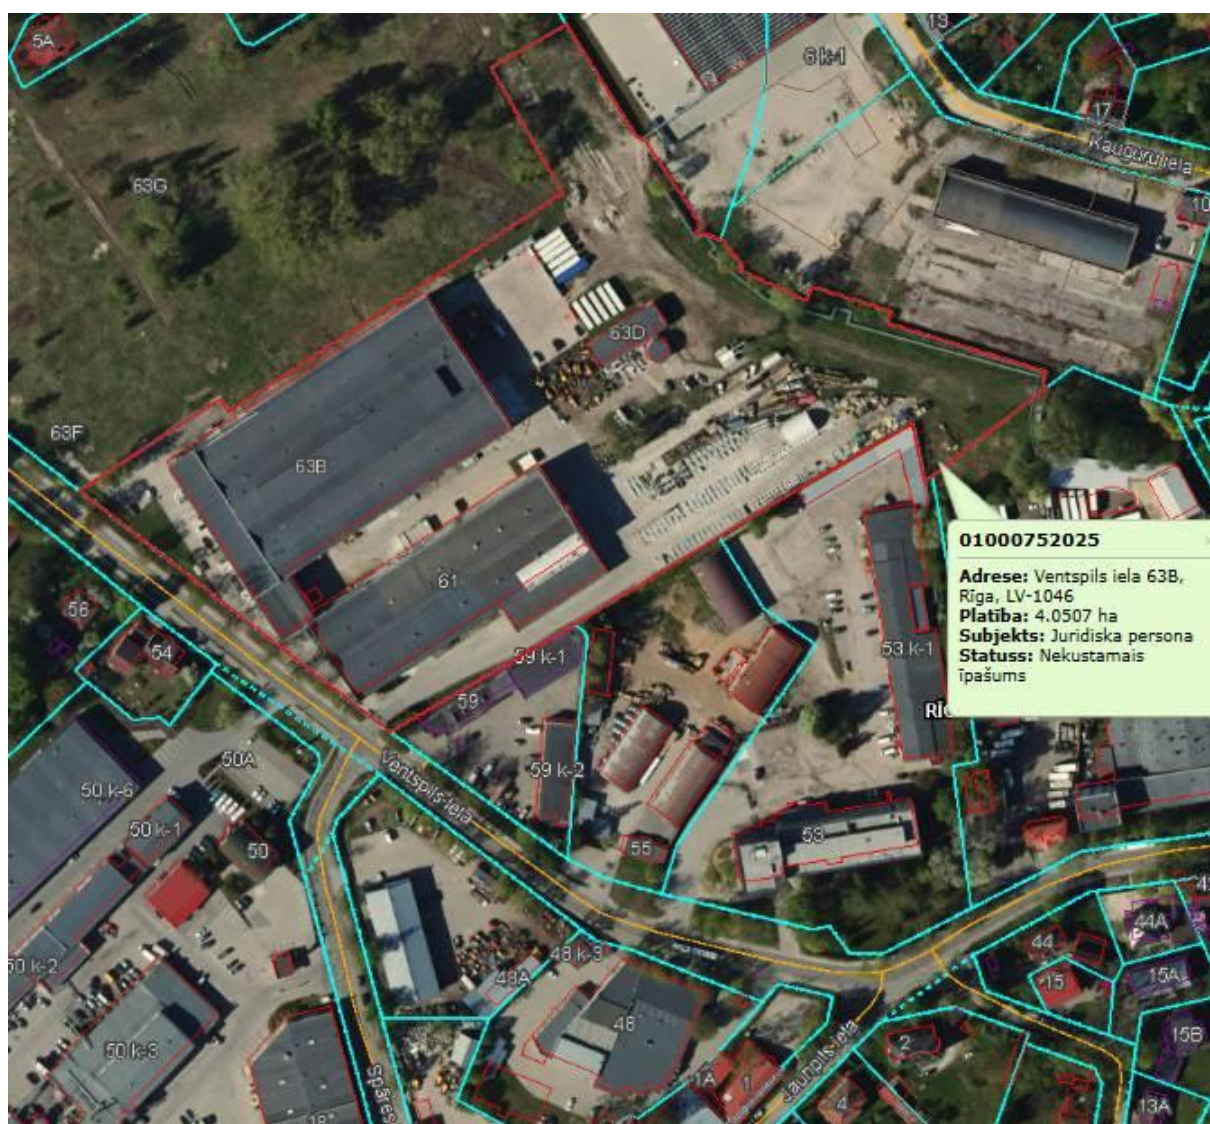 5A
13
6 k-1
17
Kauguru iela
63G
10
63D
63F
63B
61
01000752025
Adrese: Ventspils iela 63B,
Rīga, LV-1046
Platība: 4.0507 ha
Subjekts: Juridiska persona
Statuss: Nekustamais
īpašums
56
54
59 k-1
53 k-1
59
50A
Ventspils iela
59 k-2
50 k-6
50 k-1
50
55
53
44A
44
48 k-3
50 k-2
48A
15
15A
48
50 k-3
2
15B
1A
1
Jaunpils iela
Spāres
4
13A